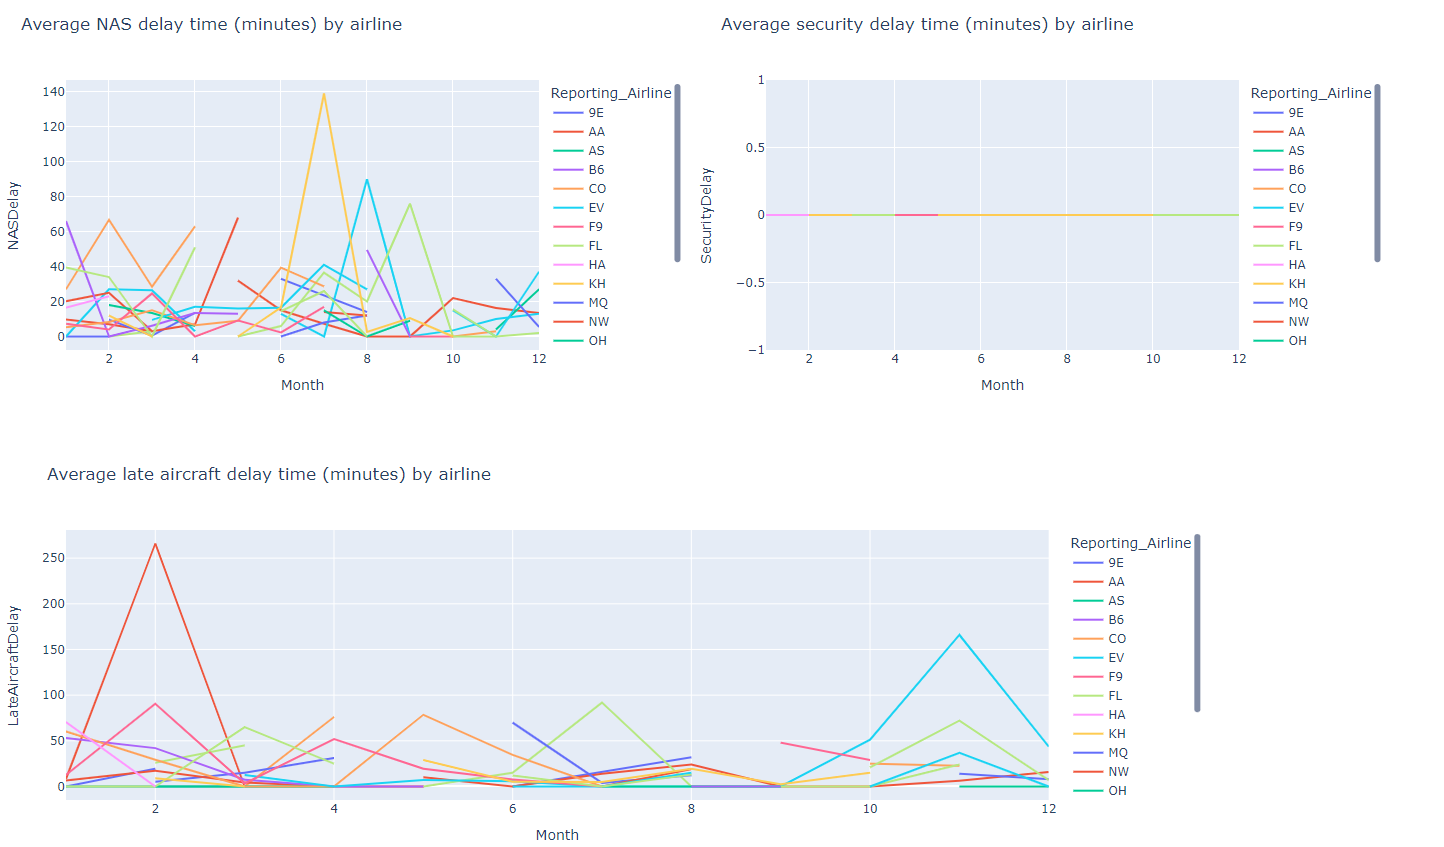 Average NAS delay time (minutes) by airline
140
120
100
80
60
40
20
0
NASDelay
2
4
6
8
10
12
Month
Reporting_Airline
9E
AA
AS
B6
CO
EV
F9
FL
HA
KH
MQ
NW
OH
Average security delay time (minutes) by airline
1
0.5
0
−0.5
−1
SecurityDelay
2
4
6
8
10
12
Month
Reporting_Airline
9E
AA
AS
B6
CO
EV
F9
FL
HA
KH
MQ
NW
OH
Average late aircraft delay time (minutes) by airline
250
200
150
100
50
0
LateAircraftDelay
2
4
6
8
10
12
Month
Reporting_Airline
9E
AA
AS
B6
CO
EV
F9
FL
HA
KH
MQ
NW
OH